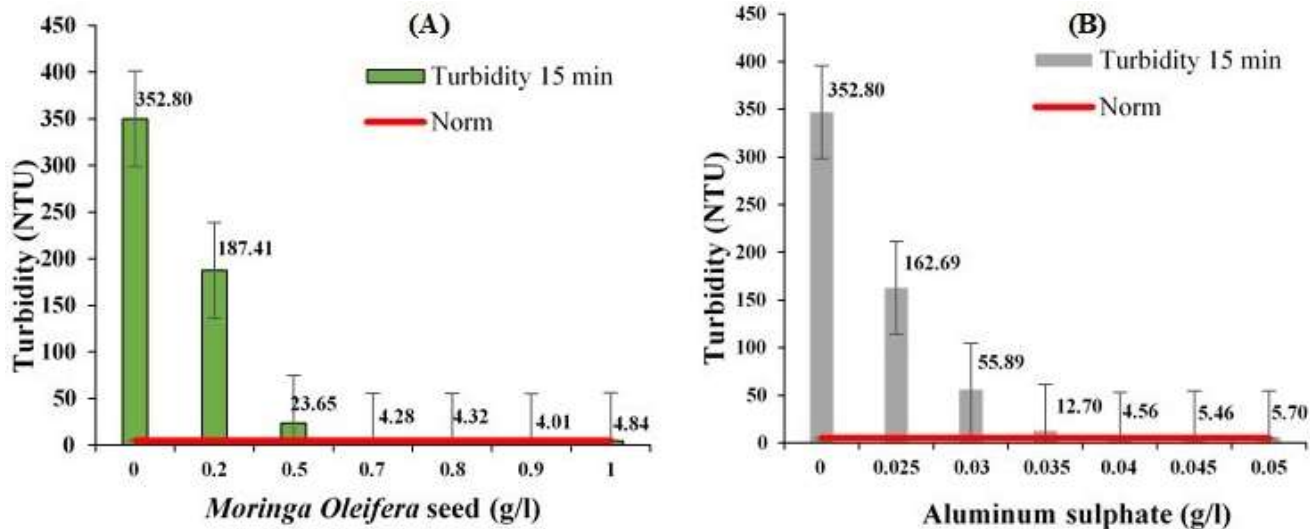 (A)
Turbidity 15 min
Norm
Turbidity (NTU)
450
400
350
300
250
200
150
100
50
0
352.80
187.41
23.65
4.28
4.32
4.01
4.84
0 0.2 0.5 0.7 0.8 0.9 1
Moringa Oleifera seed (g/l)
(B)
Turbidity 15 min
Norm
Turbidity (NTU)
450
400
350
300
250
200
150
100
50
0
352.80
162.69
55.89
12.70
4.56
5.46
5.70
0 0.025 0.03 0.035 0.04 0.045 0.05
Aluminum sulphate (g/l)